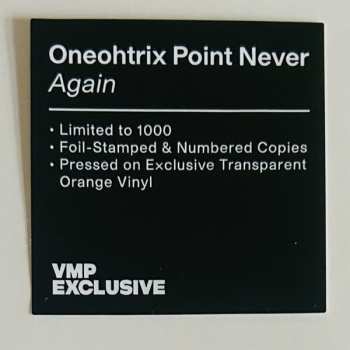 Oneohtrix Point Never
Again
• Limited to 1000
• Foil-Stamped & Numbered Copies
• Pressed on Exclusive Transparent
Orange Vinyl
VMP
EXCLUSIVE